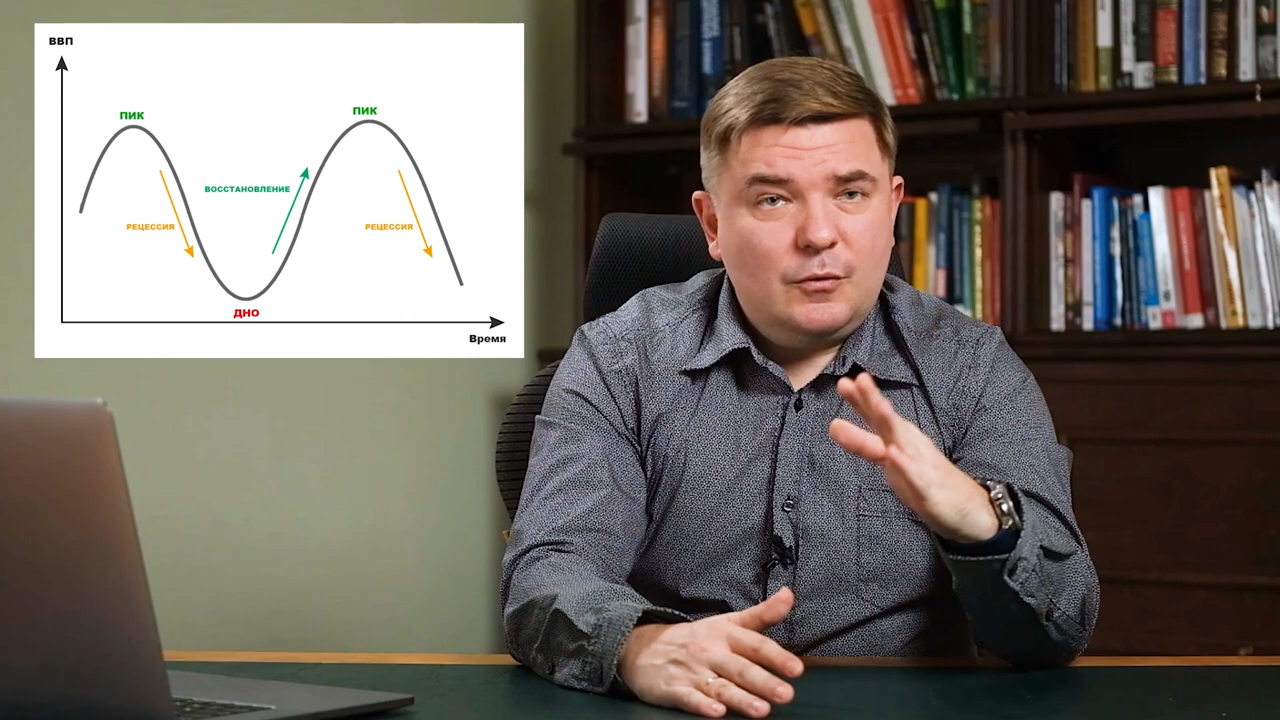 ВВП
ПИК
ПИК
ВОССТАНОВЛЕНИЕ
РЕЦЕССИЯ
РЕЦЕССИЯ
ДНО
Время